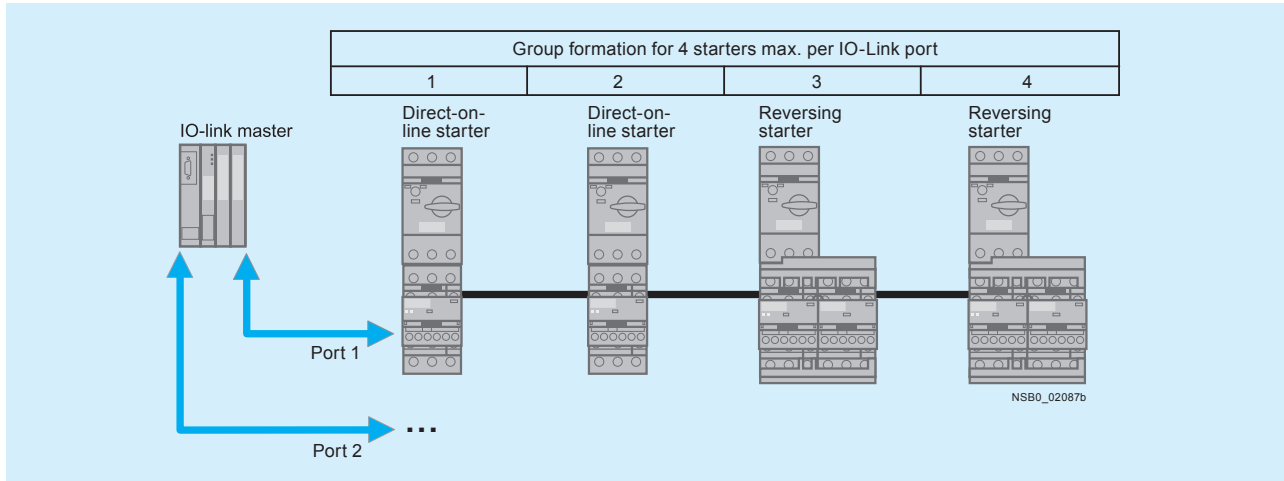 Group formation for 4 starters max. per IO-Link port
1 2 3 4
IO-link master
Direct-on-
line starter
Direct-on-
line starter
Reversing
starter
Reversing
starter
Port 1
NSB0_02087b
...
Port 2